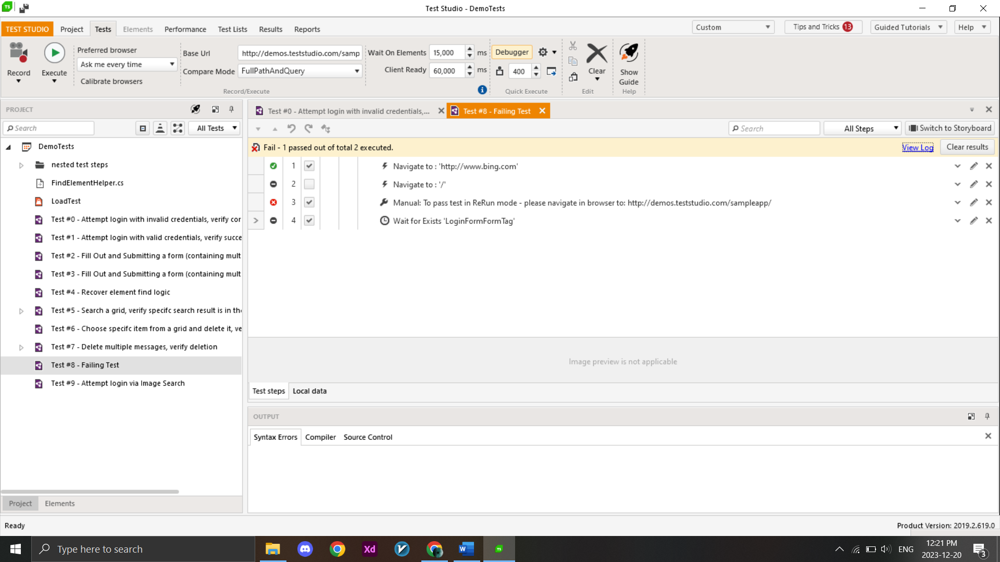 TS
Test Studio - DemoTests
TEST STUDIO Project Tests Elements Performance Test Lists Results Reports
Custom Tips and Tricks 13 Guided Tutorials Help
Record
Execute
Preferred browser
Ask me every time
Calibrate browsers
Base Url http://demos.teststudio.com/samp
Compare Mode FullPathAndQuery
Wait On Elements 15,000 ms
Client Ready 60,000 ms
Record/Execute
Debugger
400
Quick Execute
Clear
Edit
Show
Guide
Help
PROJECT
Search All Tests
DemoTests
nested test steps
FindElementHelper.cs
LoadTest
Test #0 - Attempt login with invalid credentials, verify cor
Test #1 - Attempt login with valid credentials, verify succe
Test #2 - Fill Out and Submitting a form (containing mult
Test #3 - Fill Out and Submitting a form (containing mult
Test #4 - Recover element find logic
Test #5 - Search a grid, verify specifc search result is in the
Test #6 - Choose specifc item from a grid and delete it, ve
Test #7 - Delete multiple messages, verify deletion
Test #8 - Failing Test
Test #9 - Attempt login via Image Search
Project Elements
Test #0 - Attempt login with invalid credentials,... Test #8 - Failing Test
Search All Steps Switch to Storyboard
Fail - 1 passed out of total 2 executed. View Log Clear results
1 Navigate to : 'http://www.bing.com'
2 Navigate to : '/'
3 Manual: To pass test in ReRun mode - please navigate in browser to: http://demos.teststudio.com/sampleapp/
4 Wait for Exists 'LoginFormFormTag'
Image preview is not applicable
Test steps Local data
OUTPUT
Syntax Errors Compiler Source Control
Ready
Product Version: 2019.2.619.0
Type here to search
Xd
W
TS
ENG
12:21 PM
2023-12-20
3